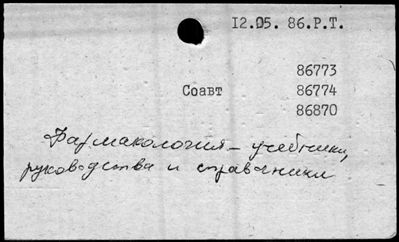 12.05. 86.Р.Т.
86773
Соавт 86774
86870
Фармакология – учебники,
руководства и справочники